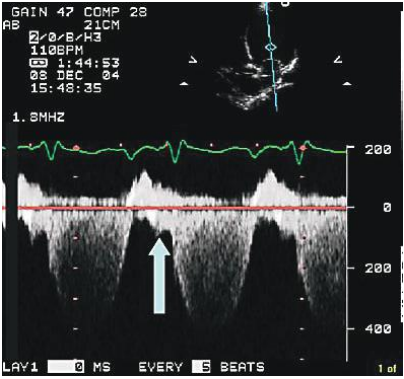 GAIN 47 COMP 28
AB 21CM
2/0/B/H3
110BPM
1:44:53
08 DEC 04
15:48:35
1.8MHZ
200
0
200
400
LAY1 0 MS EVERY 5 BEATS
1 of